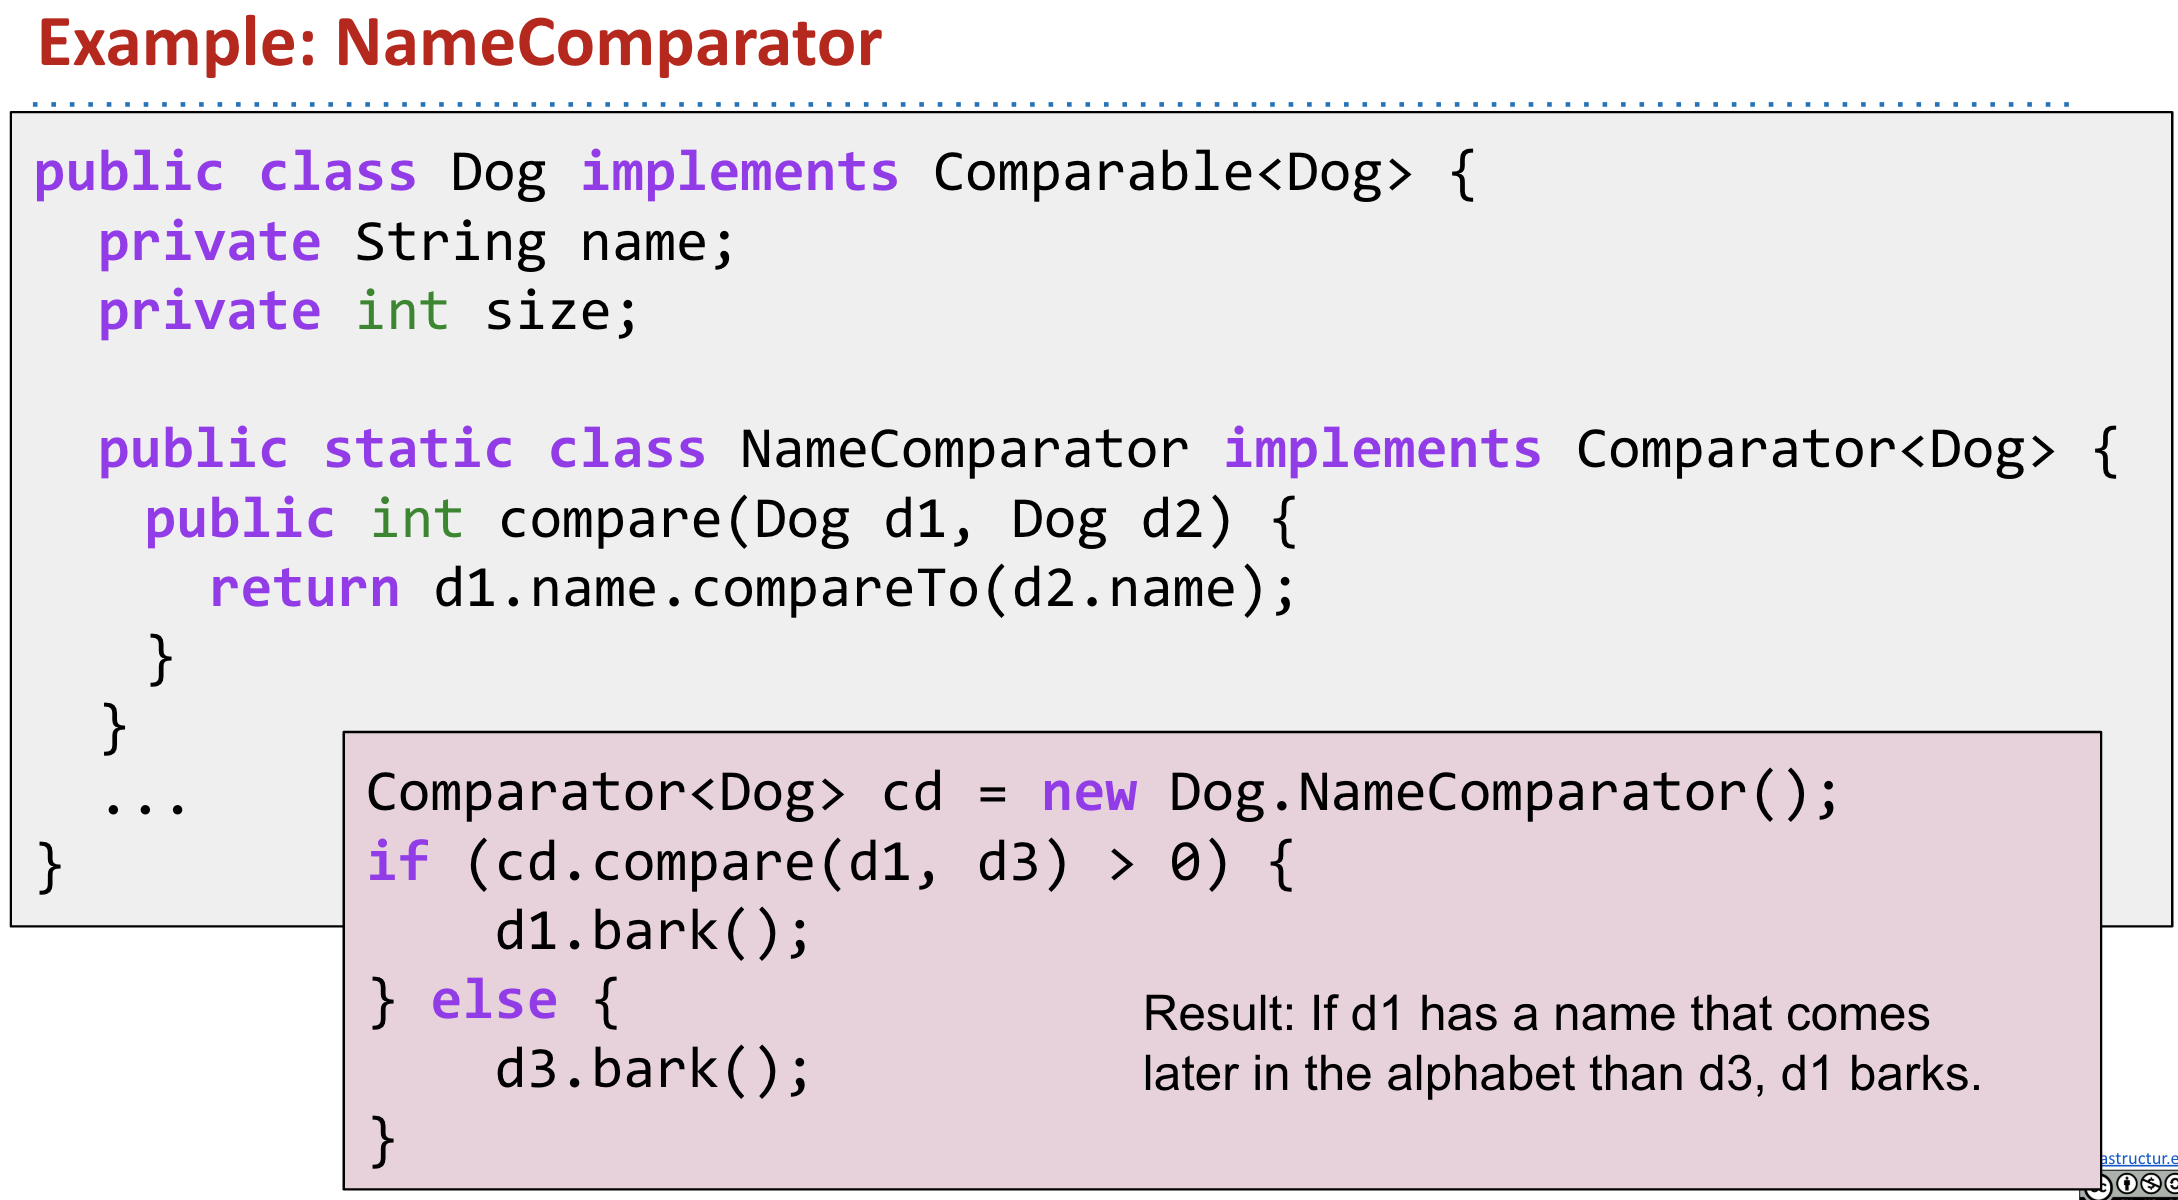 Example: NameComparator
public class Dog implements Comparable<Dog> {
private String name;
private int size;
public static class NameComparator implements Comparator<Dog> {
public int compare(Dog d1, Dog d2) {
return d1.name.compareTo(d2.name);
}
}
...
}
Comparator<Dog> cd = new Dog.NameComparator();
if (cd.compare(d1, d3) > 0) {
d1.bark();
} else {
d3.bark();
}
Result: If d1 has a name that comes
later in the alphabet than d3, d1 barks.